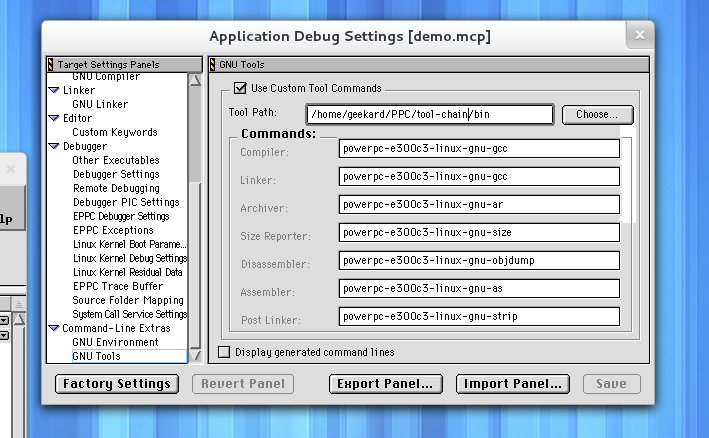 Application Debug Settings [demo.mcp]
Target Settings Panels
GNU Compiler
Linker
GNU Linker
Editor
Custom Keywords
Debugger
Other Executables
Debugger Settings
Remote Debugging
Debugger PIC Settings
EPPC Debugger Settings
EPPC Exceptions
Linux Kernel Boot Parame...
Linux Kernel Debug Settings
Linux Kernel Residual Data
EPPC Trace Buffer
Source Folder Mapping
System Call Service Settings
Command-Line Extras
GNU Environment
GNU Tools
GNU Tools
Use Custom Tool Commands
Tool Path: /home/geekard/PPC/tool-chain/bin Choose...
Commands:
Compiler: powerpc-e300c3-linux-gnu-gcc
Linker: powerpc-e300c3-linux-gnu-gcc
Archiver: powerpc-e300c3-linux-gnu-ar
Size Reporter: powerpc-e300c3-linux-gnu-size
Disassembler: powerpc-e300c3-linux-gnu-objdump
Assembler: powerpc-e300c3-linux-gnu-as
Post Linker: powerpc-e300c3-linux-gnu-strip
Display generated command lines
Factory Settings Revert Panel Export Panel... Import Panel... Save
lp